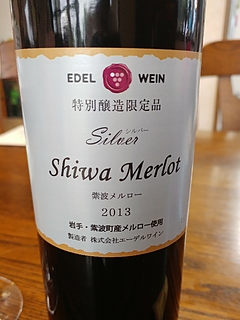 EDEL WEIN
特別醸造限定品
シルバー
Silver
Shiwa Merlot
紫波メルロー
2013
岩手・紫波町産メルロー使用
製造者 株式会社エーデルワイン